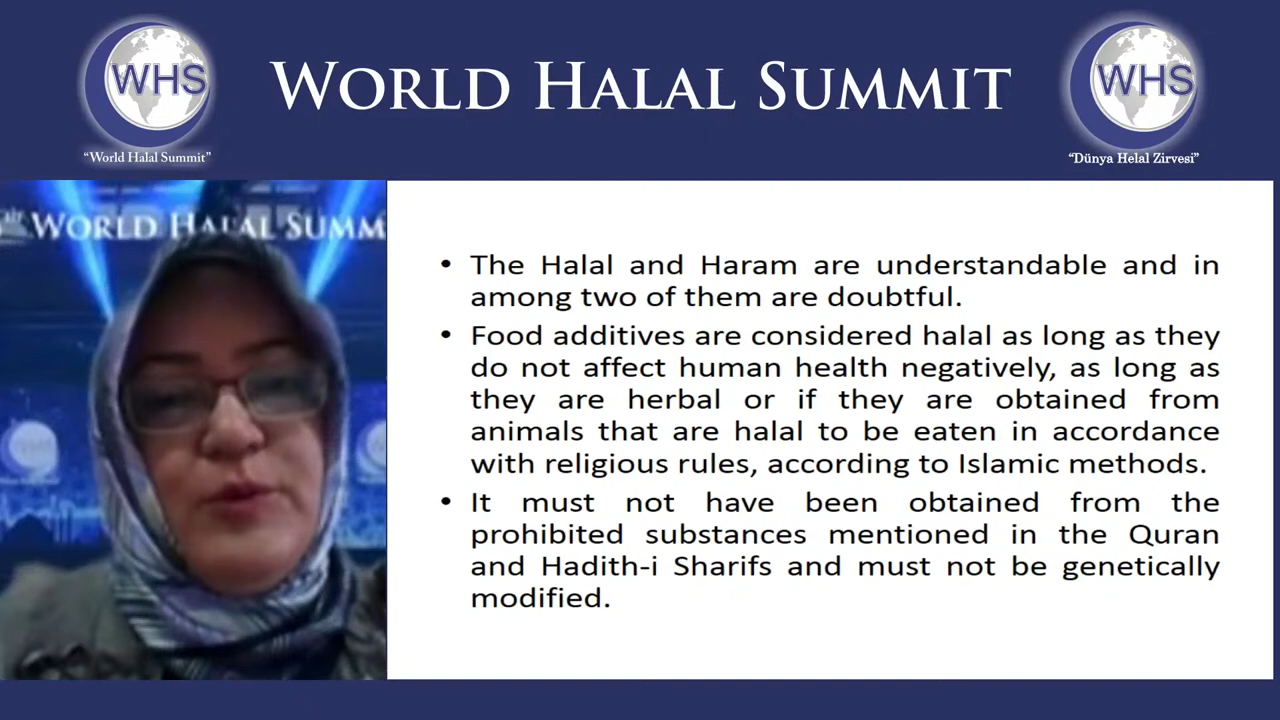 WHS
"World Halal Summit"
WORLD HALAL SUMMIT
WHS
"Dünya Helal Zirvesi"
WORLD HALAL SUMM
WHS
WHS
• The Halal and Haram are understandable and in
among two of them are doubtful.
• Food additives are considered halal as long as they
do not affect human health negatively, as long as
they are herbal or if they are obtained from
animals that are halal to be eaten in accordance
with religious rules, according to Islamic methods.
• It must not have been obtained from the
prohibited substances mentioned in the Quran
and Hadith-i Sharifs and must not be genetically
modified.